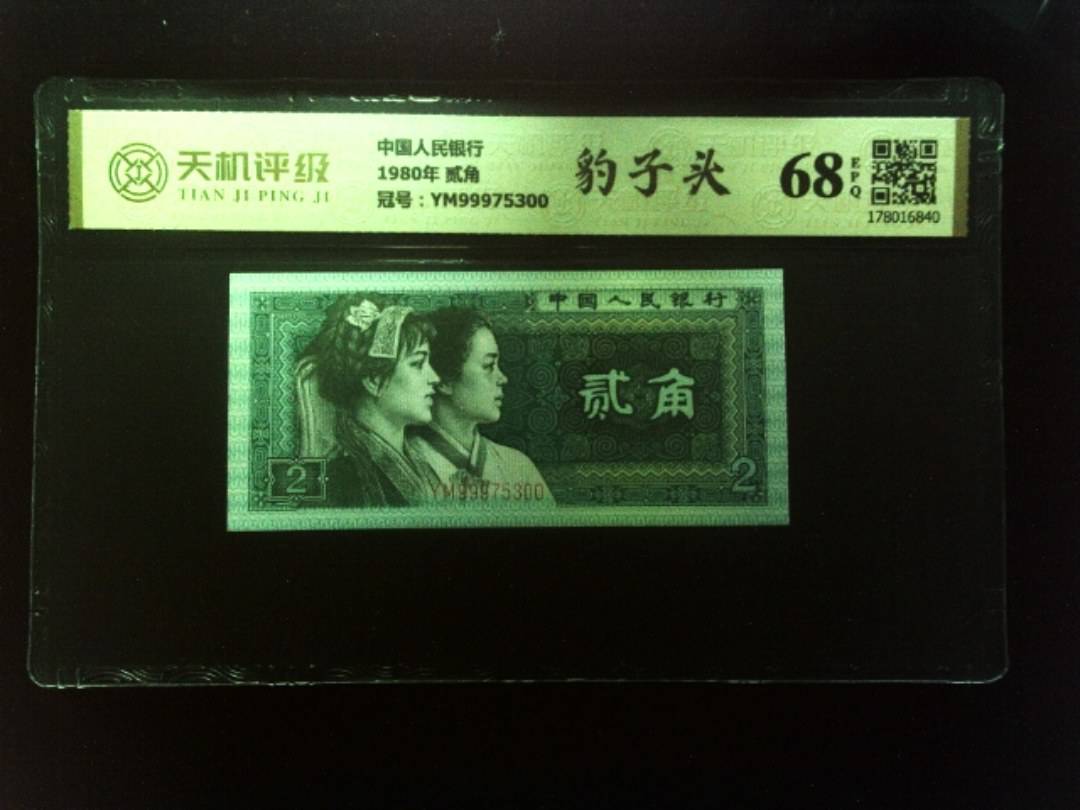 天机评级
TIAN JI PING JI
中国人民银行
1980年 贰角
冠号：YM99975300
豹子头
68
EPQ
178016840
中国人民银行
贰角
2
2
YM99975300